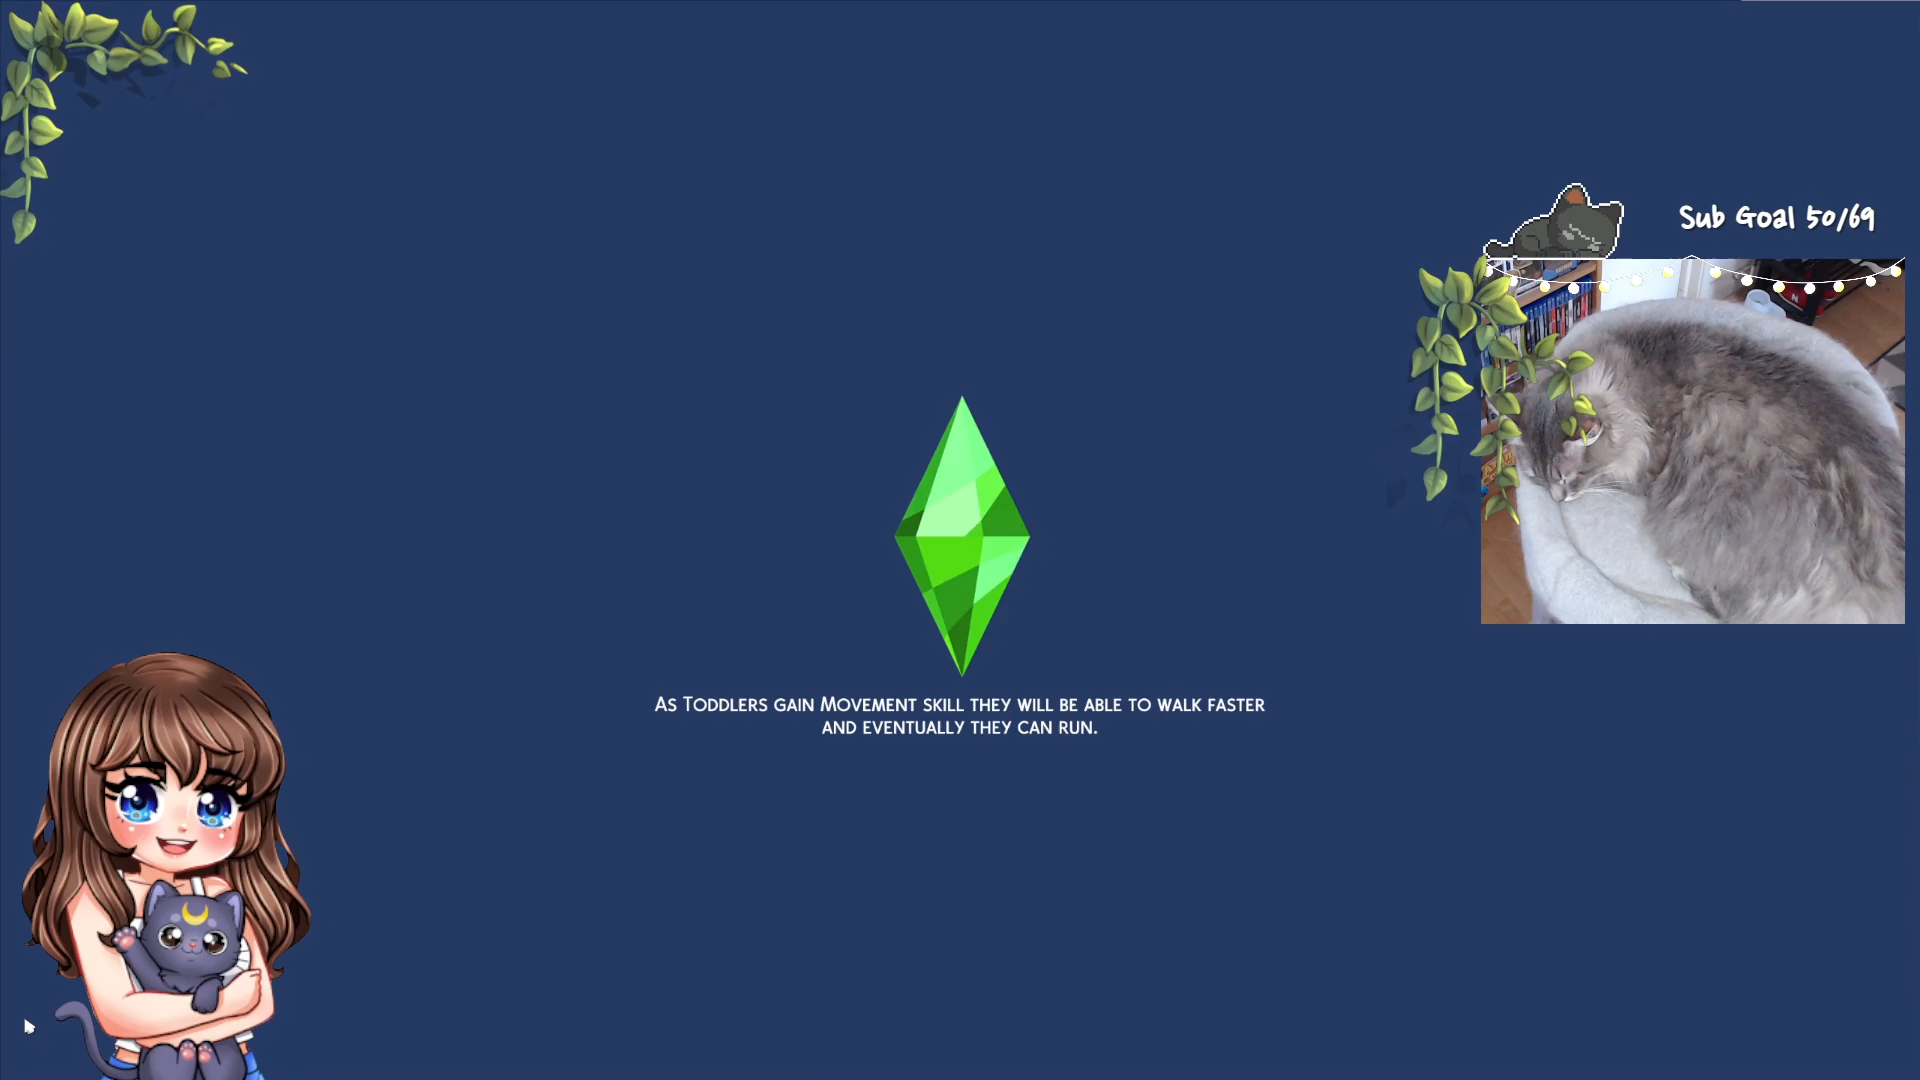 Sub Goal 50/69
As Toddlers gain Movement skill they will be able to walk faster
and eventually they can run.